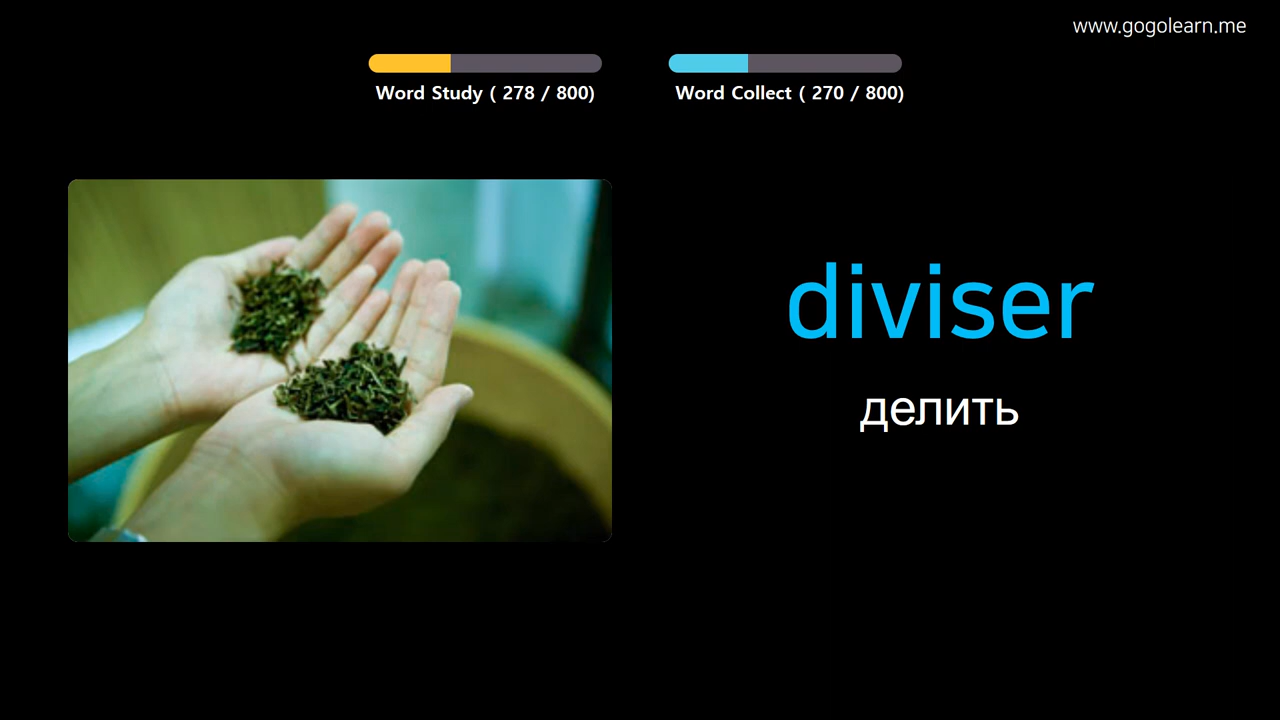 www.gogolearn.me
Word Study ( 278 / 800)
Word Collect ( 270 / 800)
diviser
делить